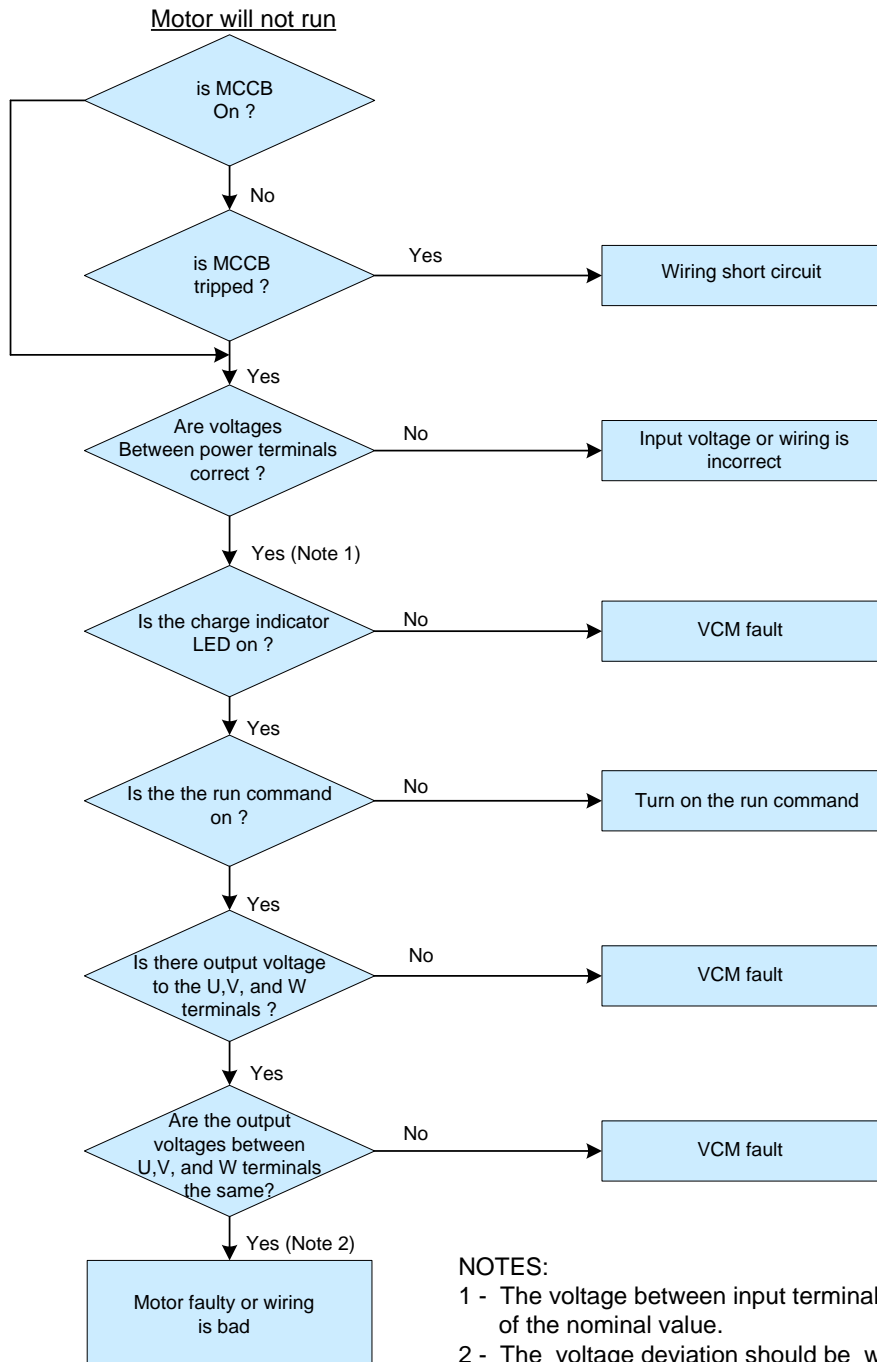 Motor will not run
is MCCB
On ?
No
is MCCB
tripped ?
Yes
Wiring short circuit
Yes
Are voltages
Between power terminals
correct ?
No
Input voltage or wiring is
incorrect
Yes (Note 1)
Is the charge indicator
LED on ?
No
VCM fault
Yes
Is the the run command
on ?
No
Turn on the run command
Yes
Is there output voltage
to the U,V, and W
terminals ?
No
VCM fault
Yes
Are the output
voltages between
U,V, and W terminals
the same?
No
VCM fault
Yes (Note 2)
Motor faulty or wiring
is bad
NOTES:
1 - The voltage between input terminal
of the nominal value.
2 - The voltage deviation should be